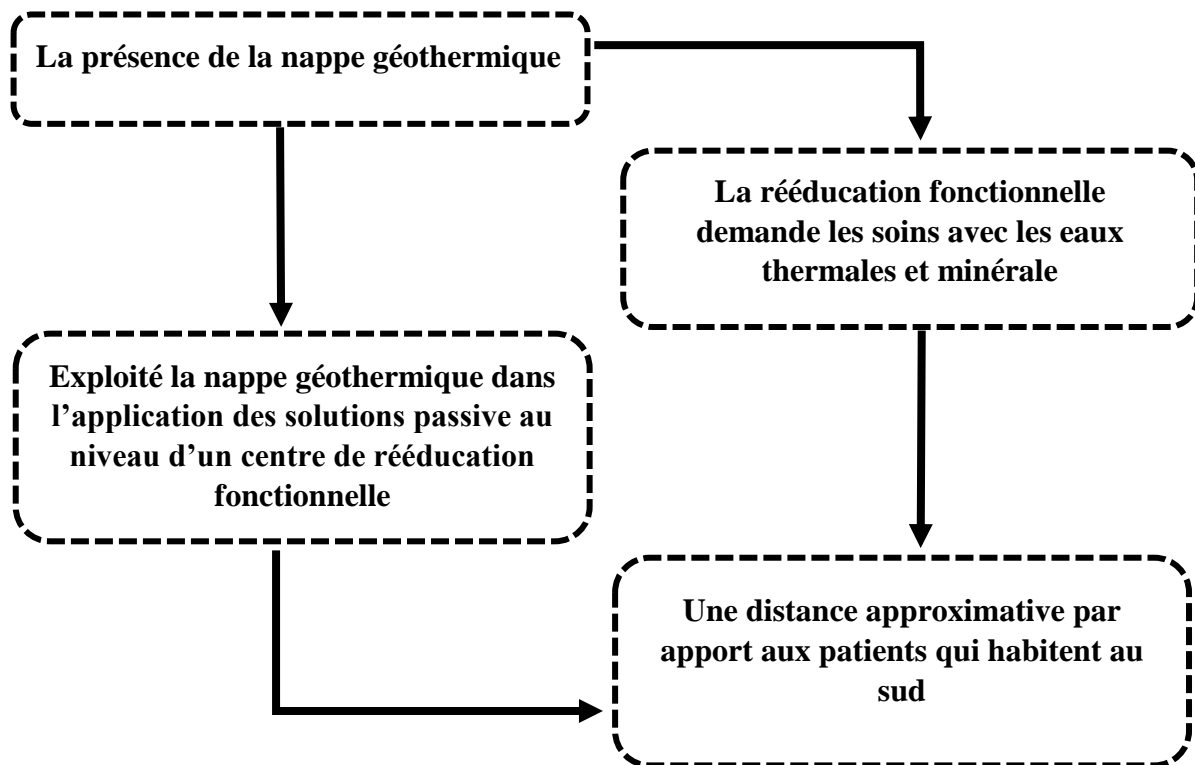 La présence de la nappe géothermique
La rééducation fonctionnelle
demande les soins avec les eaux
thermales et minérale
Exploité la nappe géothermique dans
l’application des solutions passive au
niveau d’un centre de rééducation
fonctionnelle
Une distance approximative par
apport aux patients qui habitent au
sud